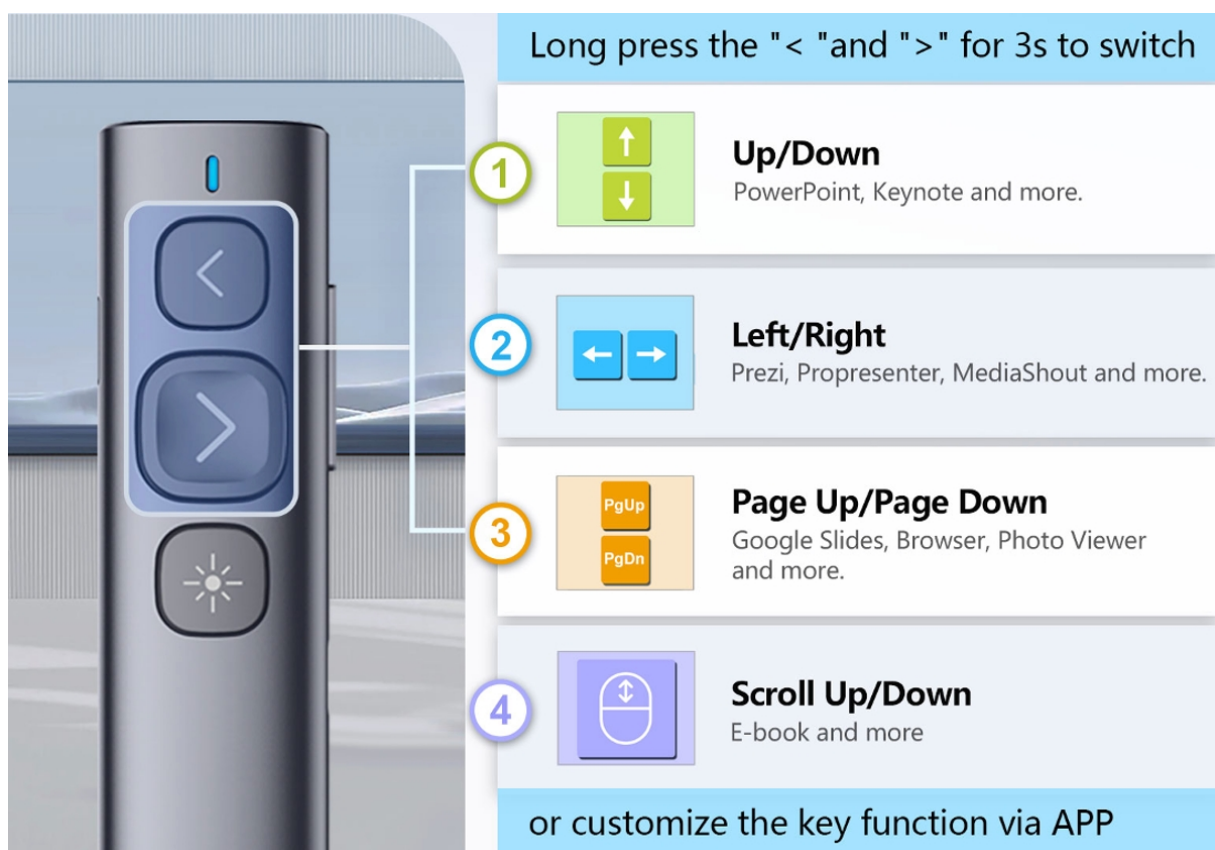 Long press the "< "and ">" for 3s to switch
1
Up/Down
PowerPoint, Keynote and more.
2
Left/Right
Prezi, Propresenter, MediaShout and more.
3
PgUp
PgDn
Page Up/Page Down
Google Slides, Browser, Photo Viewer
and more.
4
Scroll Up/Down
E-book and more
or customize the key function via APP